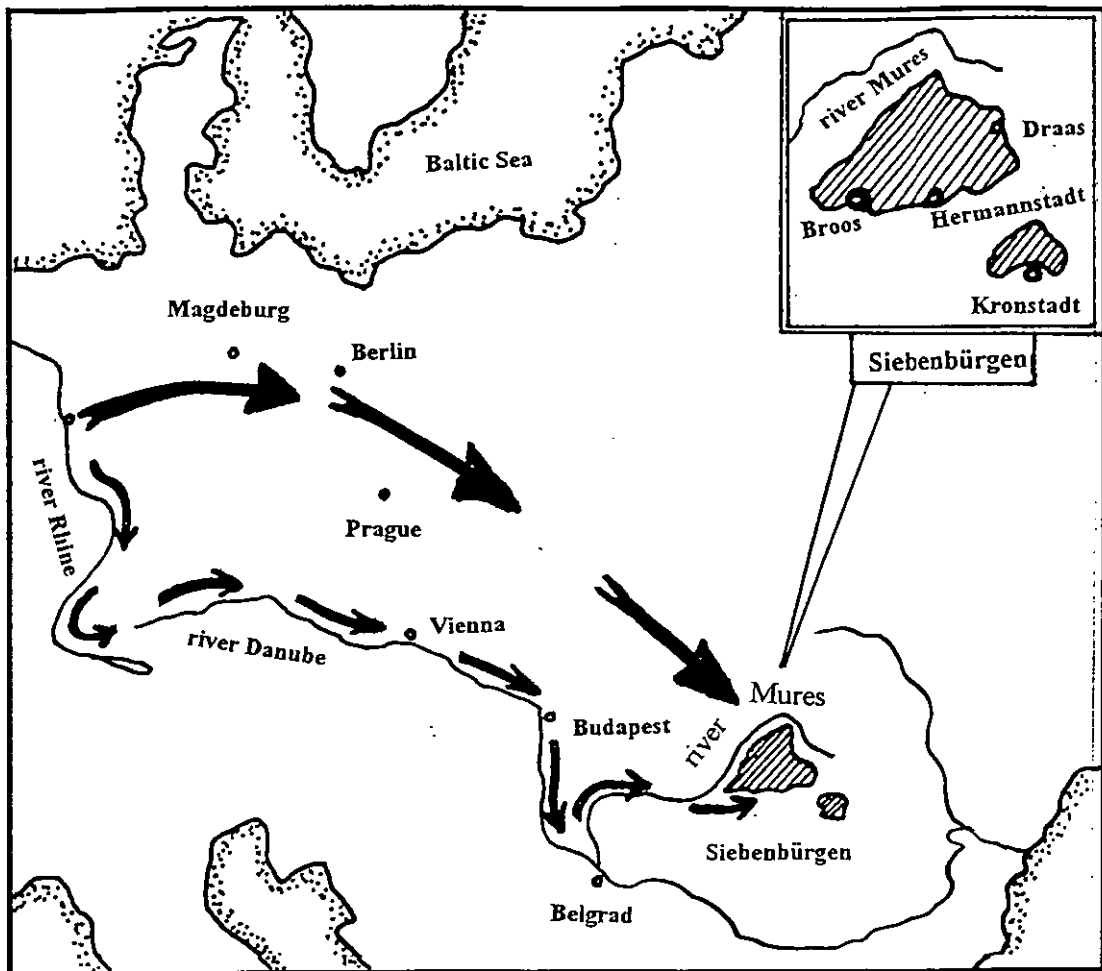 river Mures
Draas
Baltic Sea
Hermannstadt
Broos
Kronstadt
Magdeburg
Berlin
Siebenbürgen
river Rhine
Prague
Vienna
river Danube
Mures
river
Budapest
Siebenbürgen
Belgrad